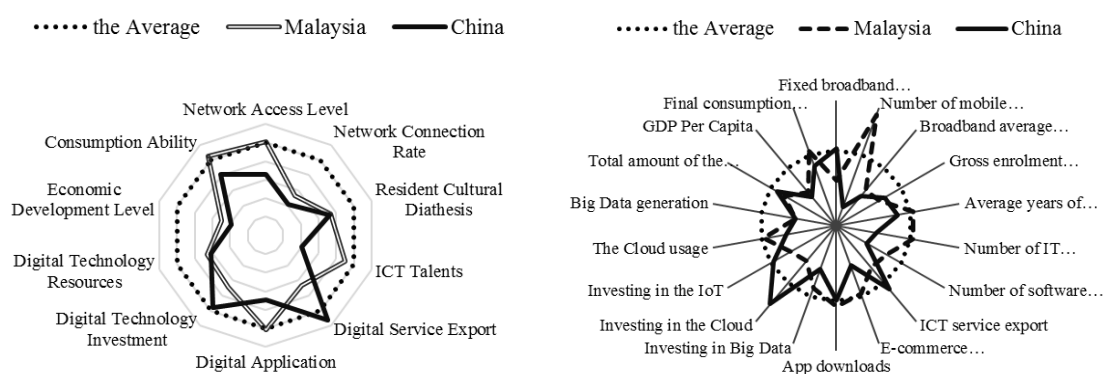 the Average Malaysia China
Network Access Level
Consumption Ability
Network Connection
Rate
Economic
Development Level
Resident Cultural
Diathesis
Digital Technology
Resources
ICT Talents
Digital Technology
Investment
Digital Service Export
Digital Application
the Average Malaysia China
Fixed broadband…
Final consumption…
Number of mobile…
GDP Per Capita
Broadband average…
Total amount of the…
Gross enrolment…
Big Data generation
Average years of…
The Cloud usage
Number of IT…
Investing in the IoT
Number of software…
Investing in the Cloud
ICT service export
Investing in Big Data
E-commerce…
App downloads